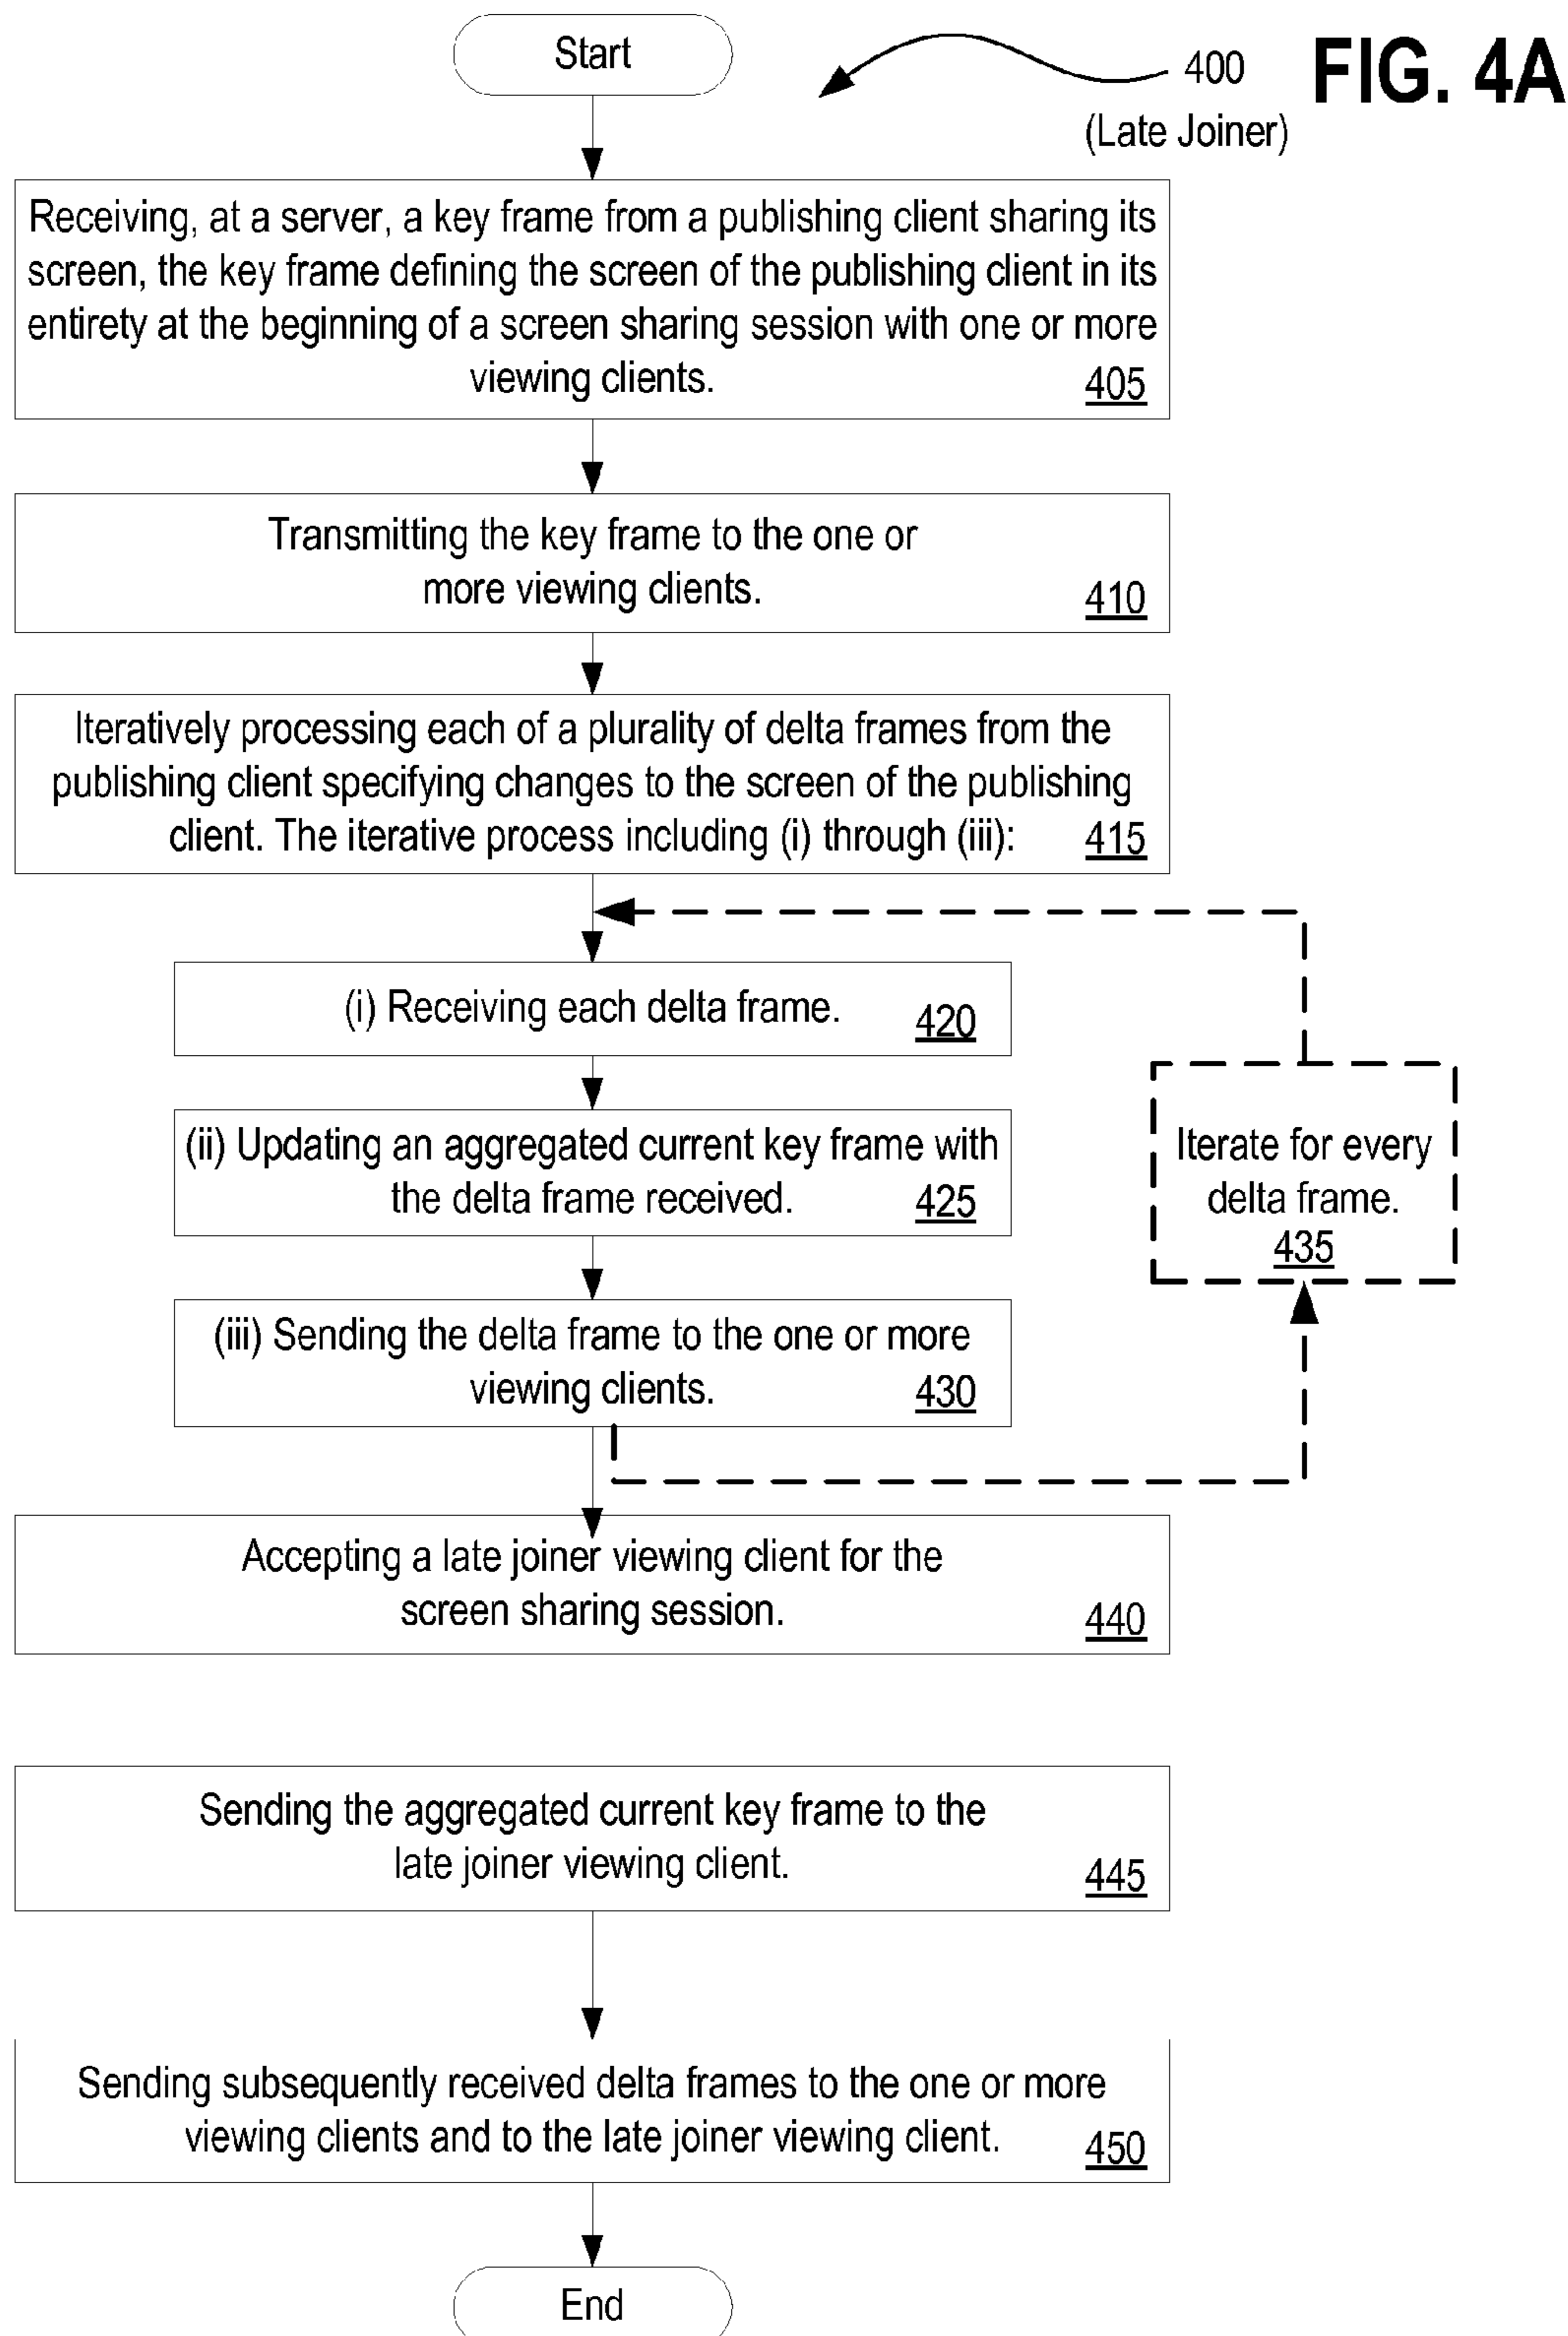 Start
400
FIG. 4A
(Late Joiner)
Receiving, at a server, a key frame from a publishing client sharing its
screen, the key frame defining the screen of the publishing client in its
entirety at the beginning of a screen sharing session with one or more
viewing clients.
405
Transmitting the key frame to the one or
more viewing clients.
410
Iteratively processing each of a plurality of delta frames from the
publishing client specifying changes to the screen of the publishing
client. The iterative process including (i) through (iii):
415
(i) Receiving each delta frame.
420
(ii) Updating an aggregated current key frame with
the delta frame received.
425
Iterate for every
delta frame.
435
(iii) Sending the delta frame to the one or more
viewing clients.
430
Accepting a late joiner viewing client for the
screen sharing session.
440
Sending the aggregated current key frame to the
late joiner viewing client.
445
Sending subsequently received delta frames to the one or more
viewing clients and to the late joiner viewing client.
450
End